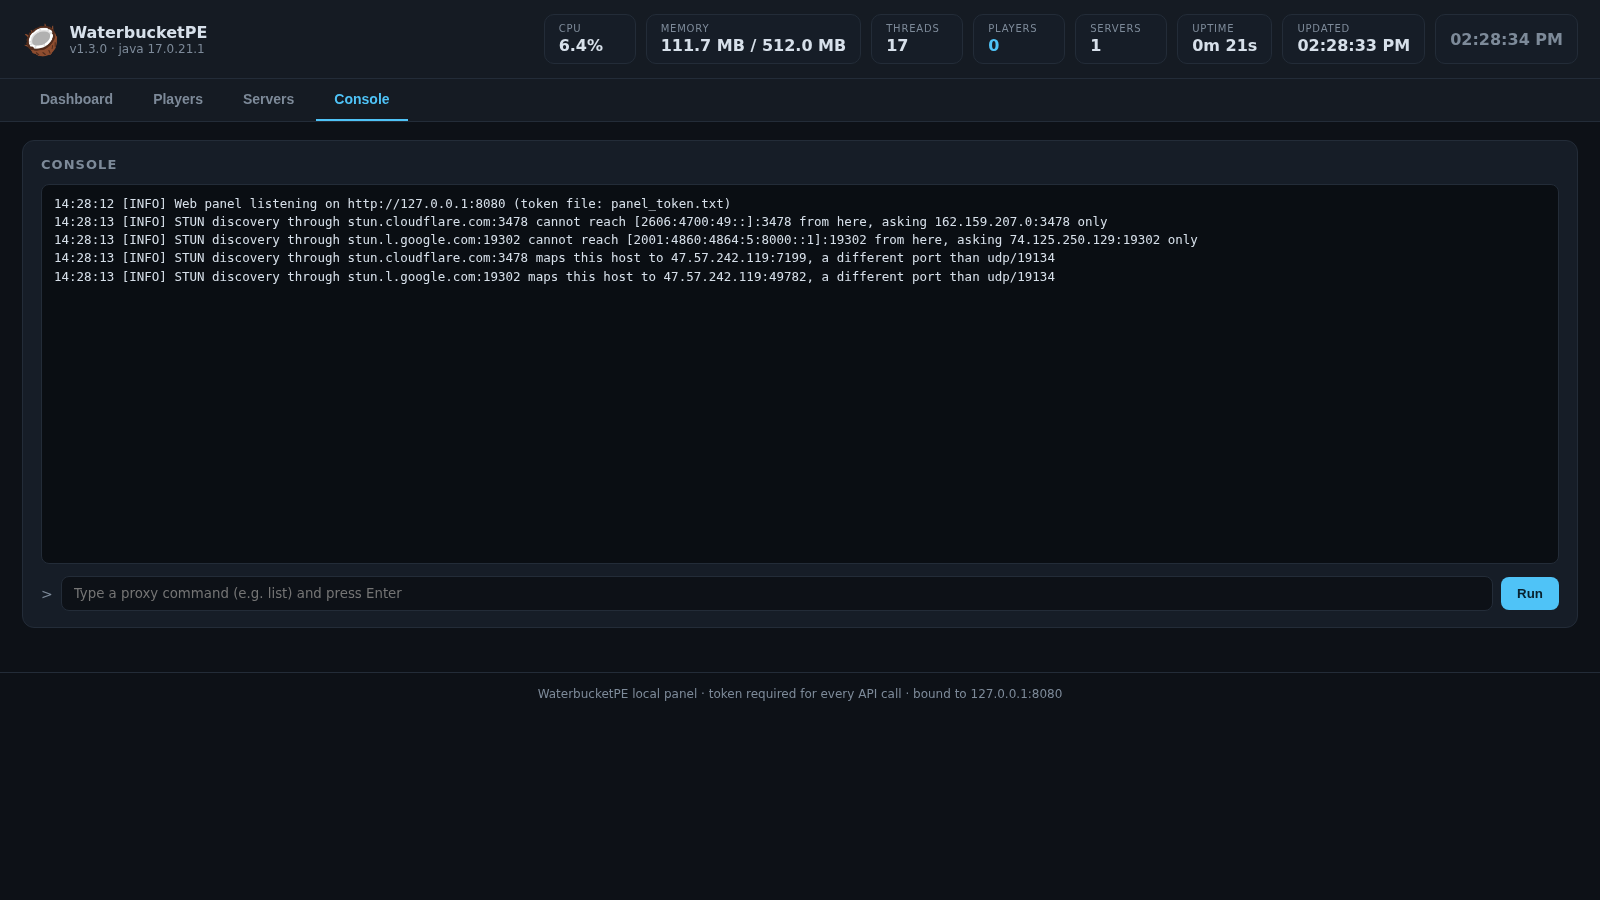 WaterbucketPE
v1.3.0 · java 17.0.21.1
CPU
6.4%
MEMORY
111.7 MB / 512.0 MB
THREADS
17
PLAYERS
0
SERVERS
1
UPTIME
0m 21s
UPDATED
02:28:33 PM
02:28:34 PM
Dashboard
Players
Servers
Console
CONSOLE
14:28:12 [INFO] Web panel listening on http://127.0.0.1:8080 (token file: panel_token.txt)
14:28:13 [INFO] STUN discovery through stun.cloudflare.com:3478 cannot reach [2606:4700:49::]:3478 from here, asking 162.159.207.0:3478 only
14:28:13 [INFO] STUN discovery through stun.l.google.com:19302 cannot reach [2001:4860:4864:5:8000::1]:19302 from here, asking 74.125.250.129:19302 only
14:28:13 [INFO] STUN discovery through stun.cloudflare.com:3478 maps this host to 47.57.242.119:7199, a different port than udp/19134
14:28:13 [INFO] STUN discovery through stun.l.google.com:19302 maps this host to 47.57.242.119:49782, a different port than udp/19134
> Type a proxy command (e.g. list) and press Enter
Run
WaterbucketPE local panel · token required for every API call · bound to 127.0.0.1:8080